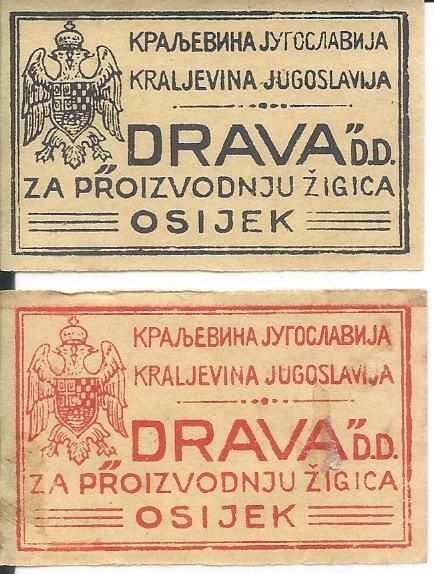 КРАЉЕВИНА ЈУГОСЛАВИЈА
KRALJEVINA JUGOSLAVIJA
„DRAVA" D.D.
ZA PROIZVODNJU ŽIGICA
OSIJEK
КРАЉЕВИНА ЈУГОСЛАВИЈА
KRALJEVINA JUGOSLAVIJA
„DRAVA" D.D.
ZA PROIZVODNJU ŽIGICA
OSIJEK